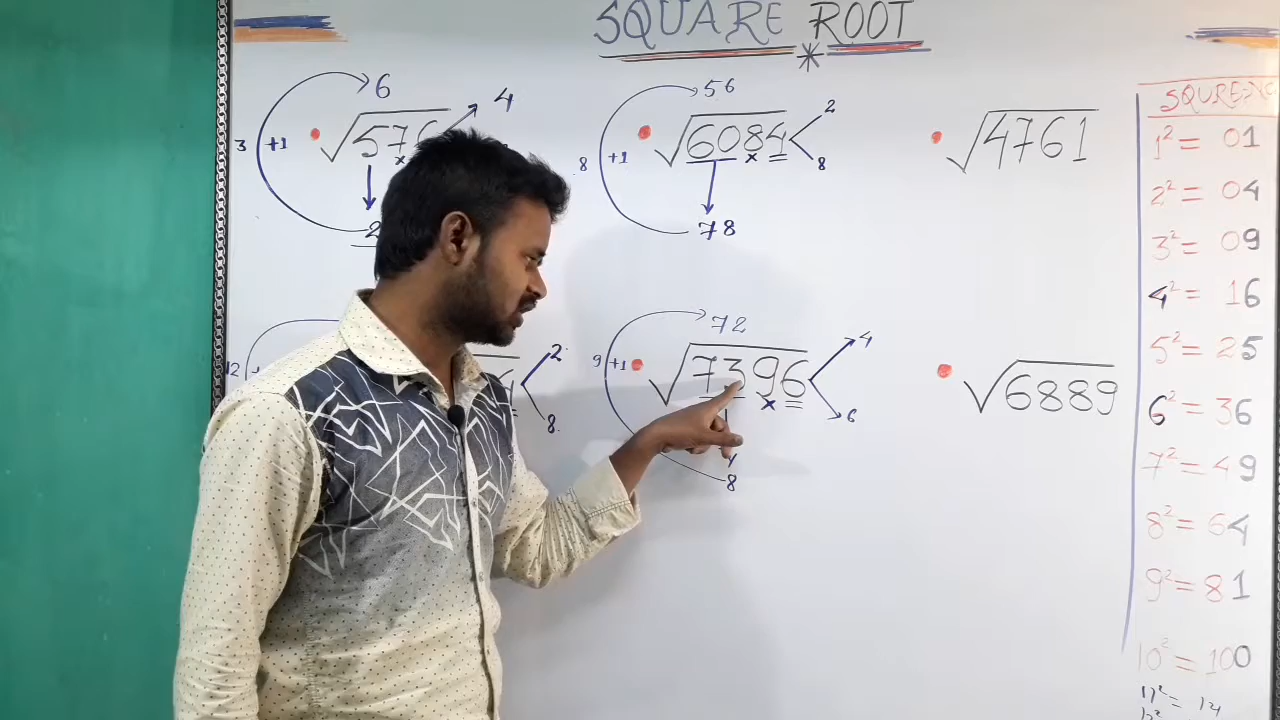 SQUARE ROOT
6
3 +1 √576 4
2
56
8 +1 √6084 2
8
78
√4761
12
2
8
72
9 +1 √7396 4
6
8
√6889
1² = 01
2² = 04
3² = 09
4² = 16
5² = 25
6² = 36
7² = 49
8² = 64
9² = 81
10² = 100